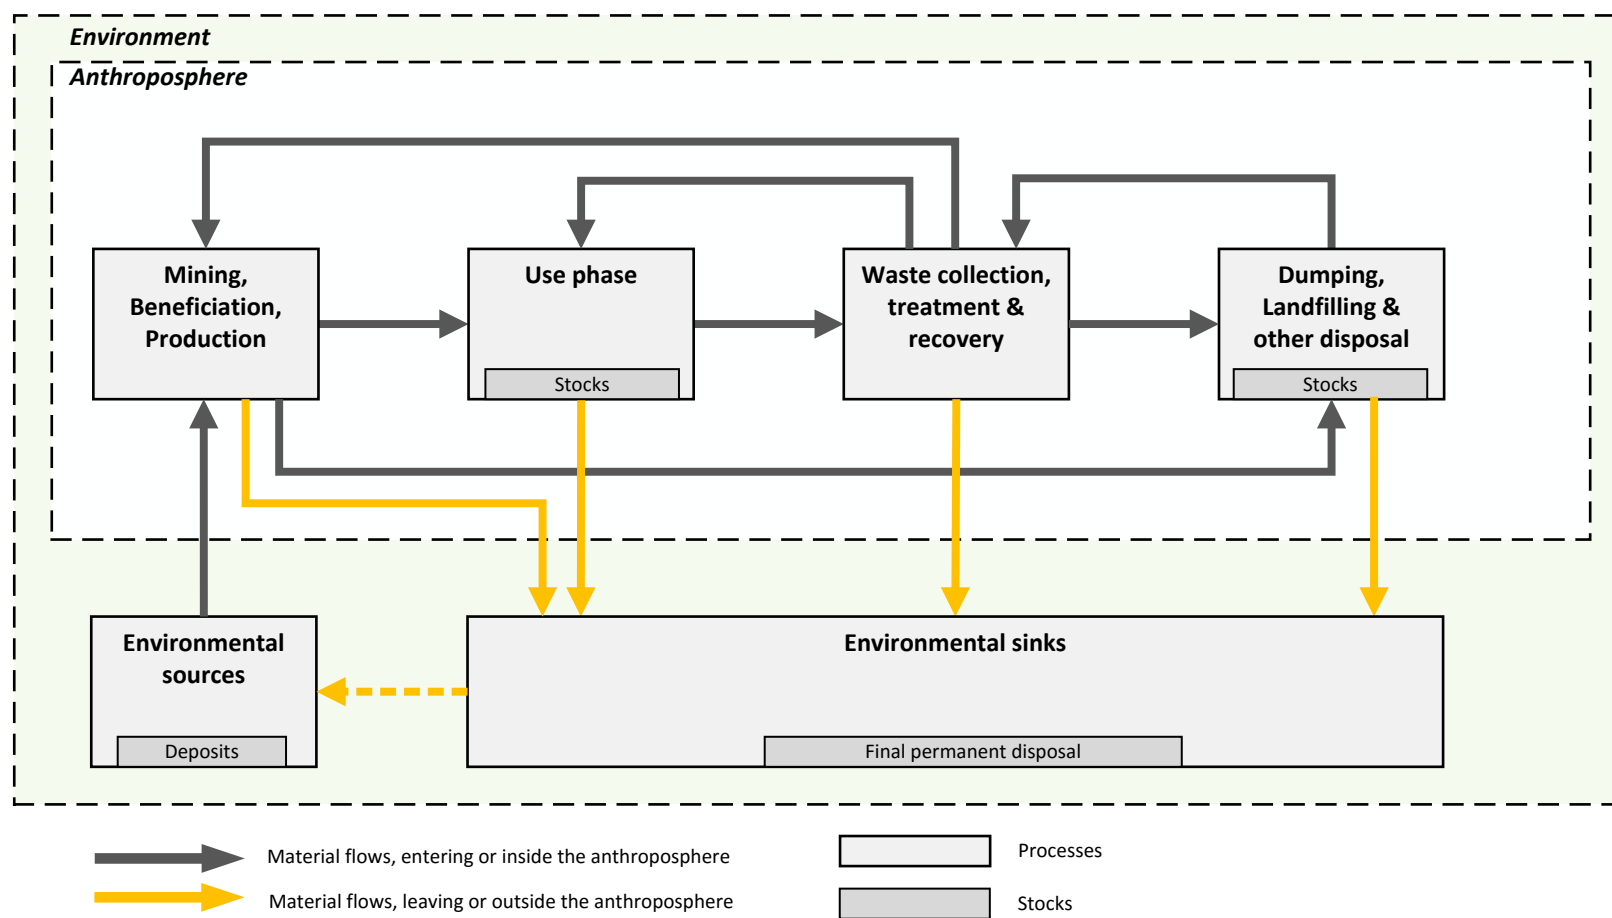 Environment
Anthroposphere
Mining,
Beneficiation,
Production
Use phase
Stocks
Waste collection,
treatment &
recovery
Dumping,
Landfilling &
other disposal
Stocks
Environmental
sources
Deposits
Environmental sinks
Final permanent disposal
Material flows, entering or inside the anthroposphere
Processes
Material flows, leaving or outside the anthroposphere
Stocks